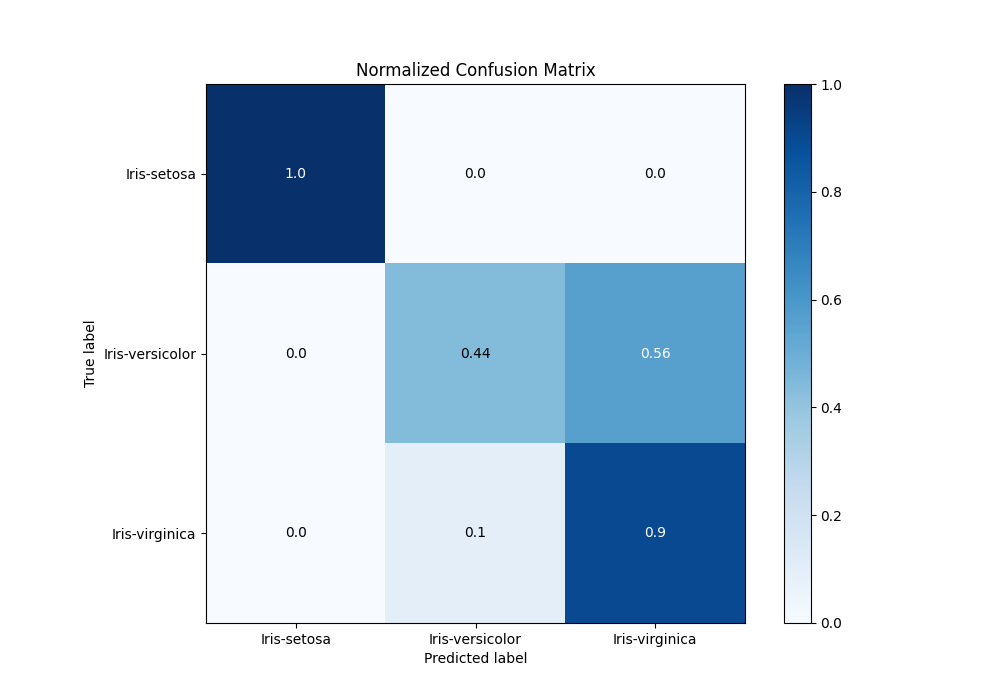 Normalized Confusion Matrix
True label
Iris-setosa
1.0
0.0
0.0
Iris-versicolor
0.0
0.44
0.56
Iris-virginica
0.0
0.1
0.9
Iris-setosa
Iris-versicolor
Iris-virginica
Predicted label
1.0
0.8
0.6
0.4
0.2
0.0